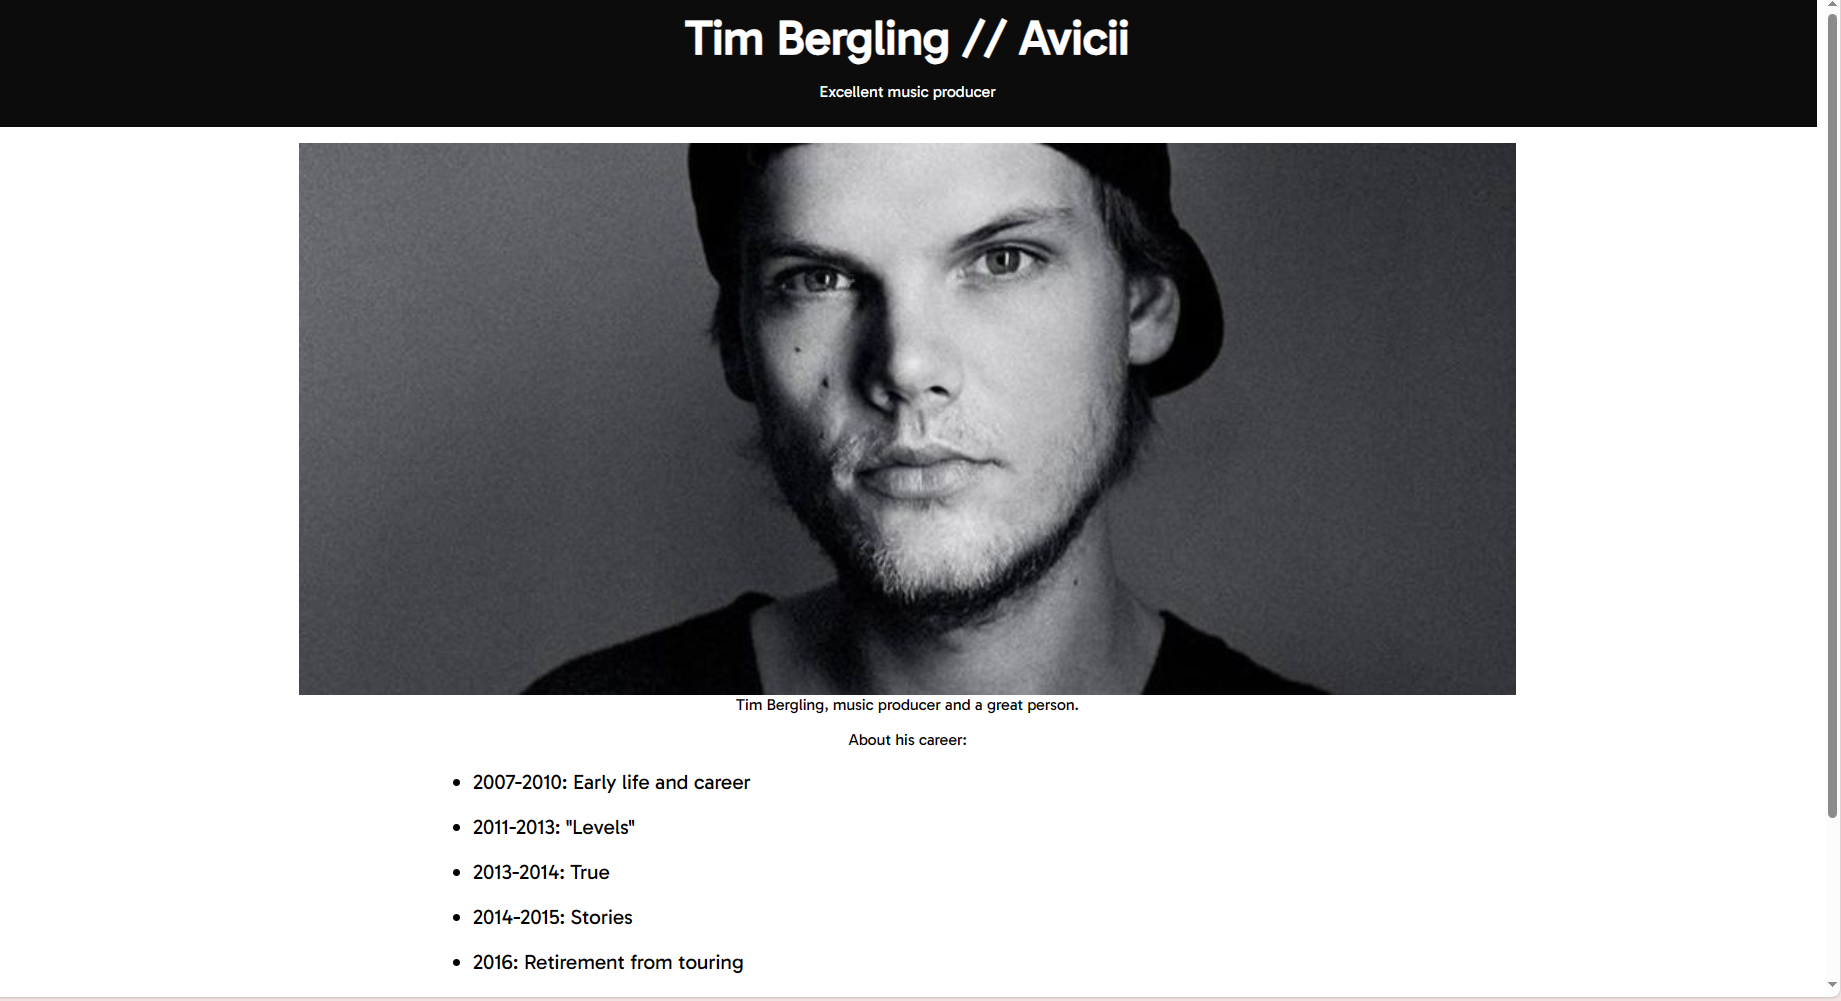 Tim Bergling // Avicii
Excellent music producer
Tim Bergling, music producer and a great person.
About his career:
• 2007-2010: Early life and career
• 2011-2013: "Levels"
• 2013-2014: True
• 2014-2015: Stories
• 2016: Retirement from touring